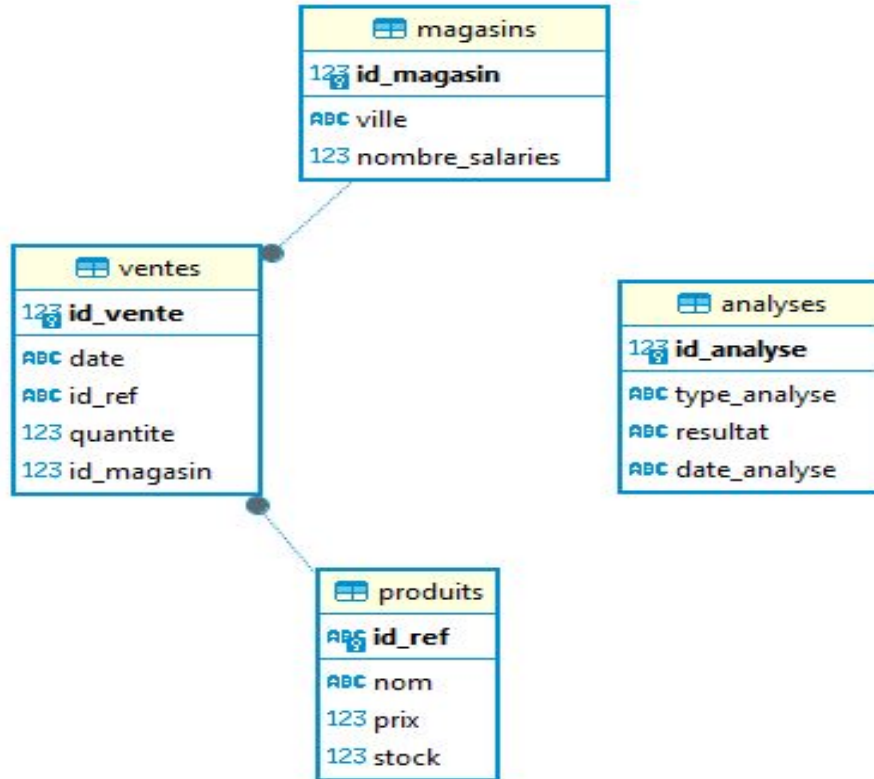 magasins
123 id_magasin
ABC ville
123 nombre_salaries
ventes
123 id_vente
ABC date
ABC id_ref
123 quantite
123 id_magasin
analyses
123 id_analyse
ABC type_analyse
ABC resultat
ABC date_analyse
produits
ABC id_ref
ABC nom
123 prix
123 stock